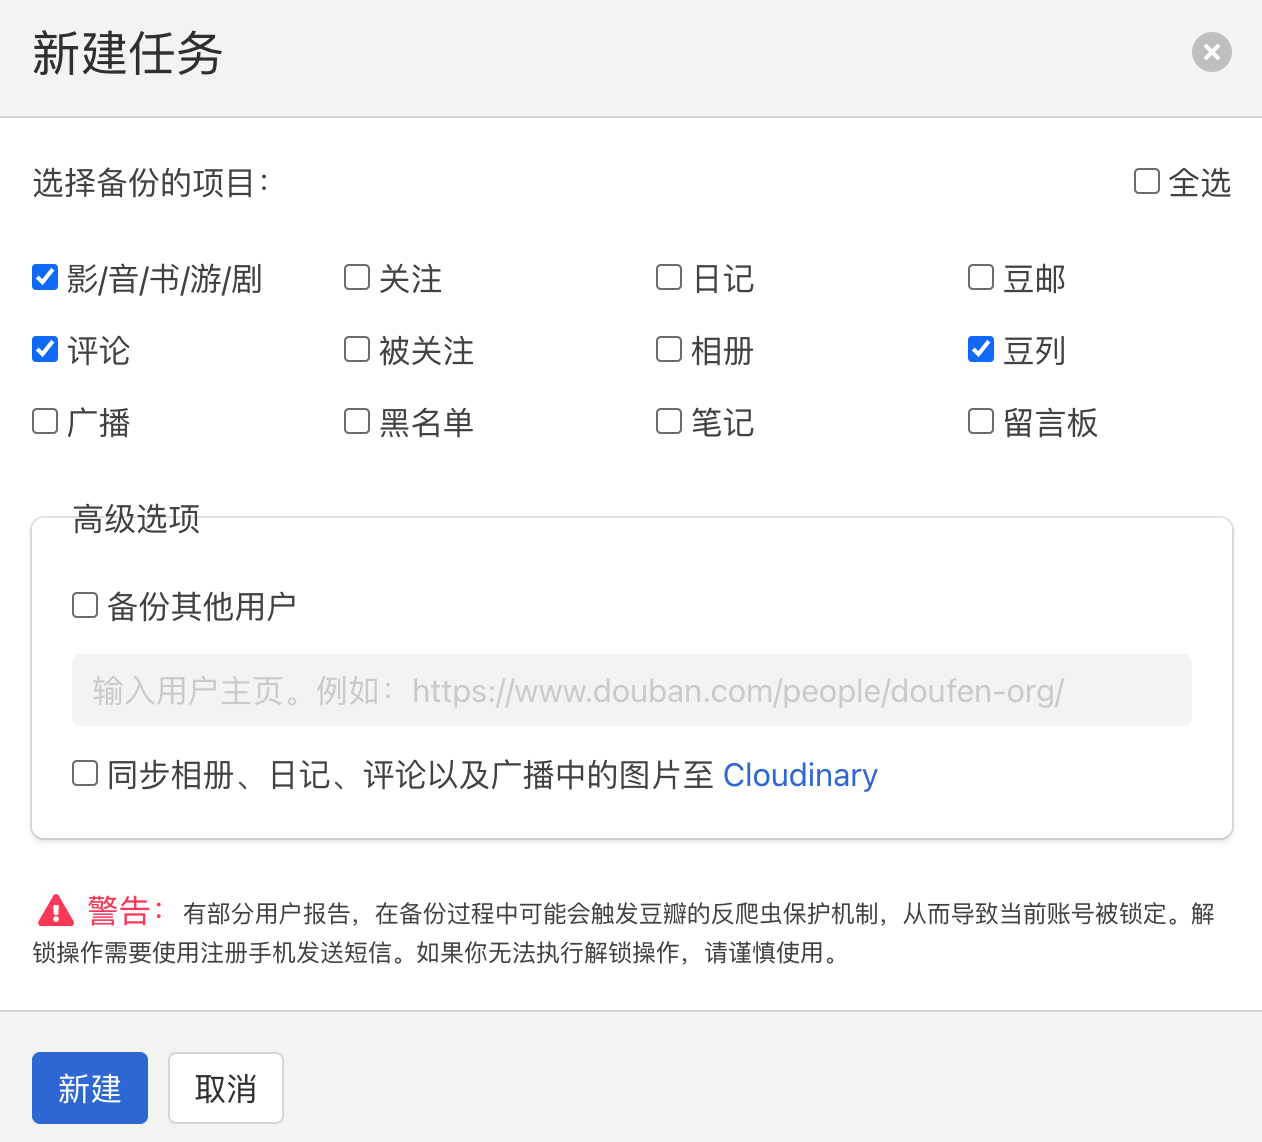 新建任务
选择备份的项目：
全选
影/音/书/游/剧
关注
日记
豆邮
评论
被关注
相册
豆列
广播
黑名单
笔记
留言板
高级选项
备份其他用户
输入用户主页。例如：https://www.douban.com/people/doufen-org/
同步相册、日记、评论以及广播中的图片至 Cloudinary
警告：有部分用户报告，在备份过程中可能会触发豆瓣的反爬虫保护机制，从而导致当前账号被锁定。解
锁操作需要使用注册手机发送短信。如果你无法执行解锁操作，请谨慎使用。
新建
取消